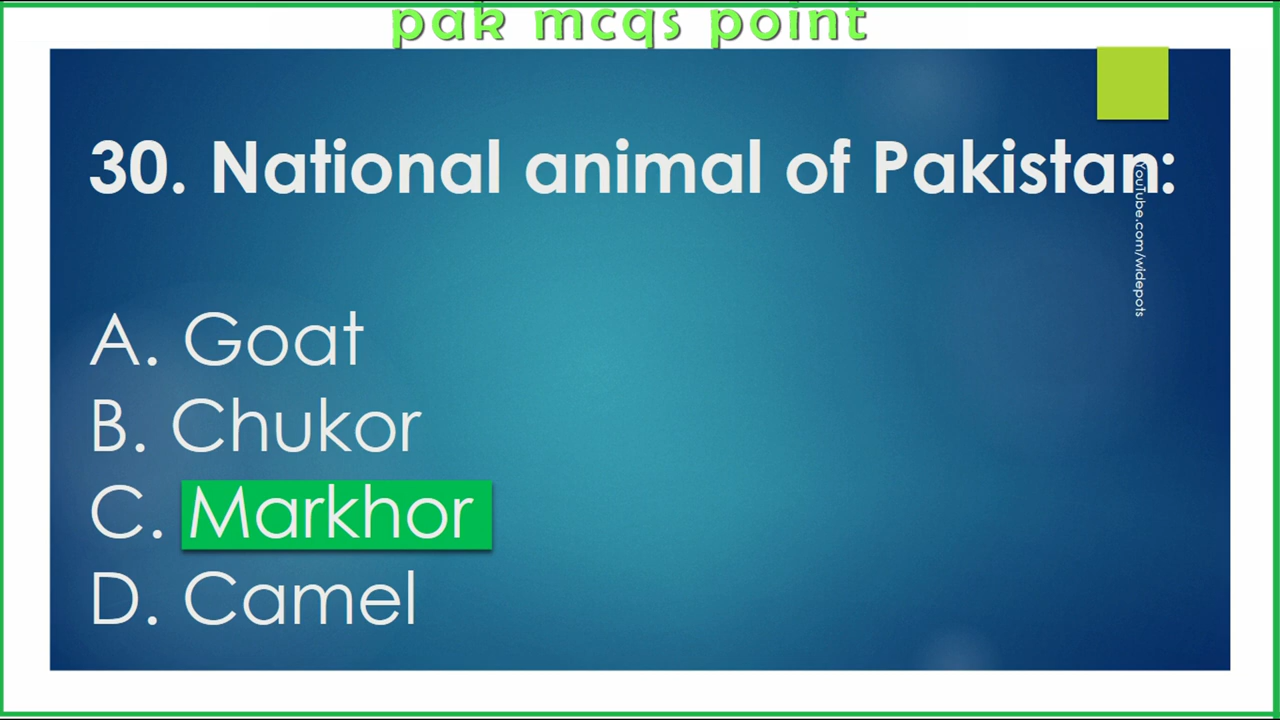 pak mcqs point
30. National animal of Pakistan:
YouTube.com/widepots
A. Goat
B. Chukor
C. Markhor
D. Camel